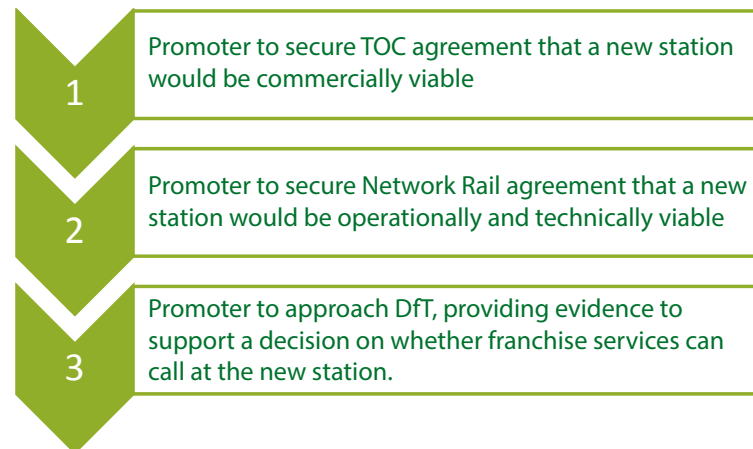 1
Promoter to secure TOC agreement that a new station
would be commercially viable
2
Promoter to secure Network Rail agreement that a new
station would be operationally and technically viable
3
Promoter to approach DfT, providing evidence to
support a decision on whether franchise services can
call at the new station.